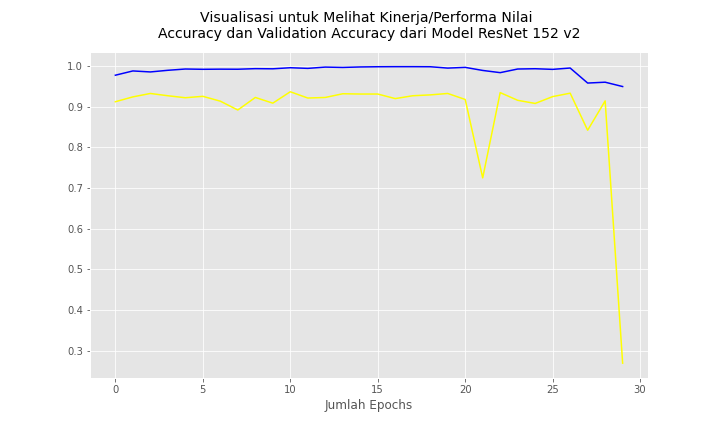 Visualisasi untuk Melihat Kinerja/Performa Nilai
Accuracy dan Validation Accuracy dari Model ResNet 152 v2
1.0
0.9
0.8
0.7
0.6
0.5
0.4
0.3
0 5 10 15 20 25 30
Jumlah Epochs